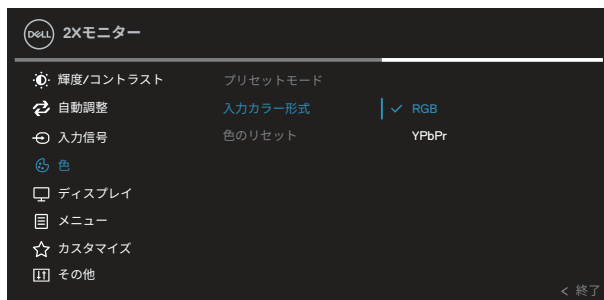 DELL 2Xモニター
輝度/コントラスト プリセットモード
自動調整 入力カラー形式 RGB
入力信号 色のリセット YPbPr
色
ディスプレイ
メニュー
カスタマイズ
その他
< 終了